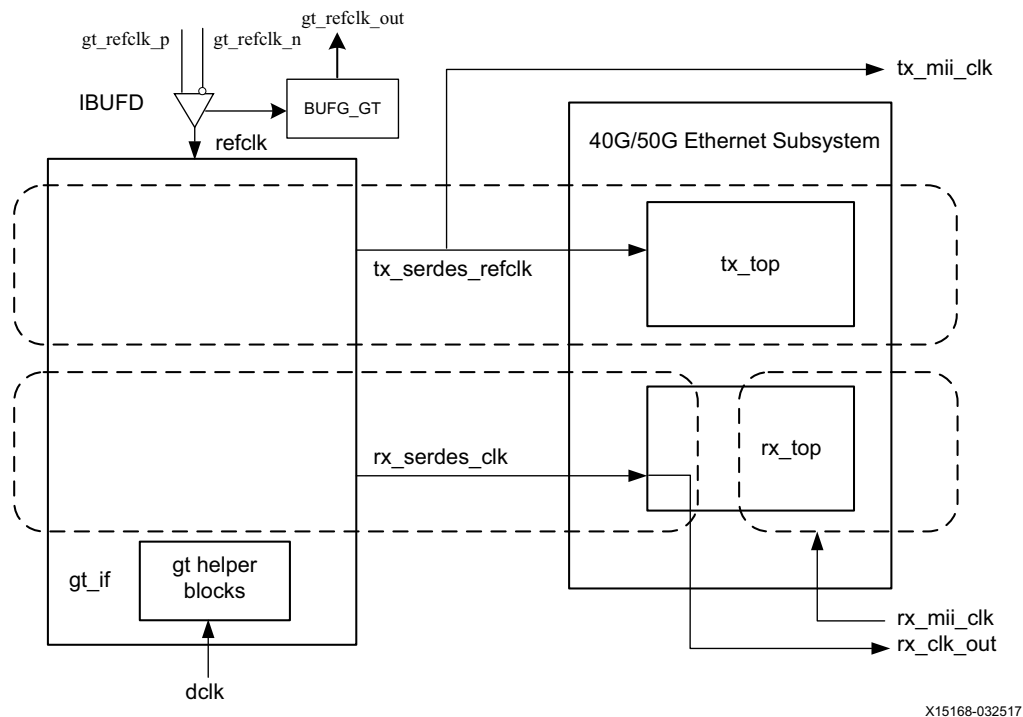 gt_refclk_out
gt_refclk_p
gt_refclk_n
tx_mii_clk
IBUFD
BUFG_GT
refclk
40G/50G Ethernet Subsystem
tx_serdes_refclk
tx_top
rx_serdes_clk
rx_top
gt_if
gt helper
blocks
rx_mii_clk
rx_clk_out
dclk
X15168-032517